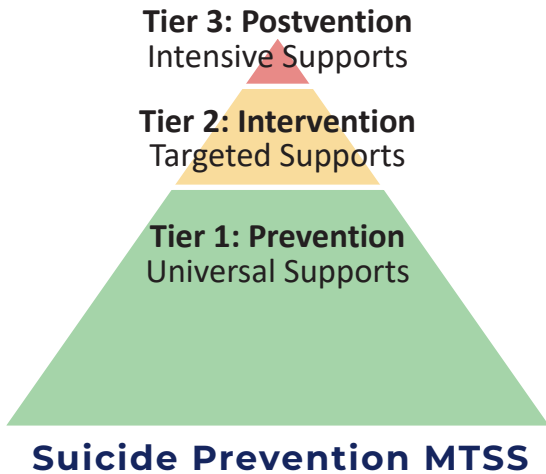 Tier 3: Postvention
Intensive Supports
Tier 2: Intervention
Targeted Supports
Tier 1: Prevention
Universal Supports
Suicide Prevention MTSS